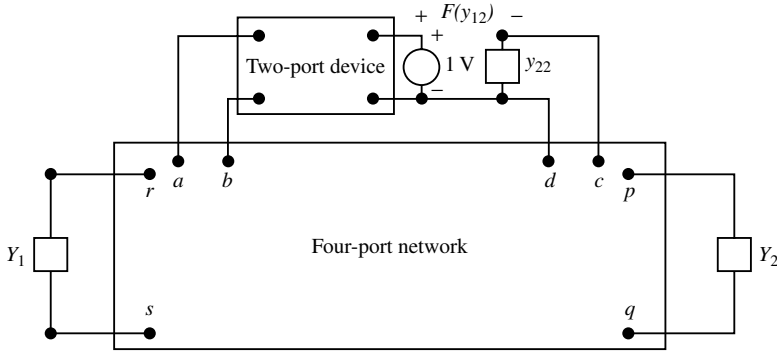 + F(y12) −
+
Two-port device
1 V
y22
−
r a b d c p
Y1
Four-port network
Y2
s q